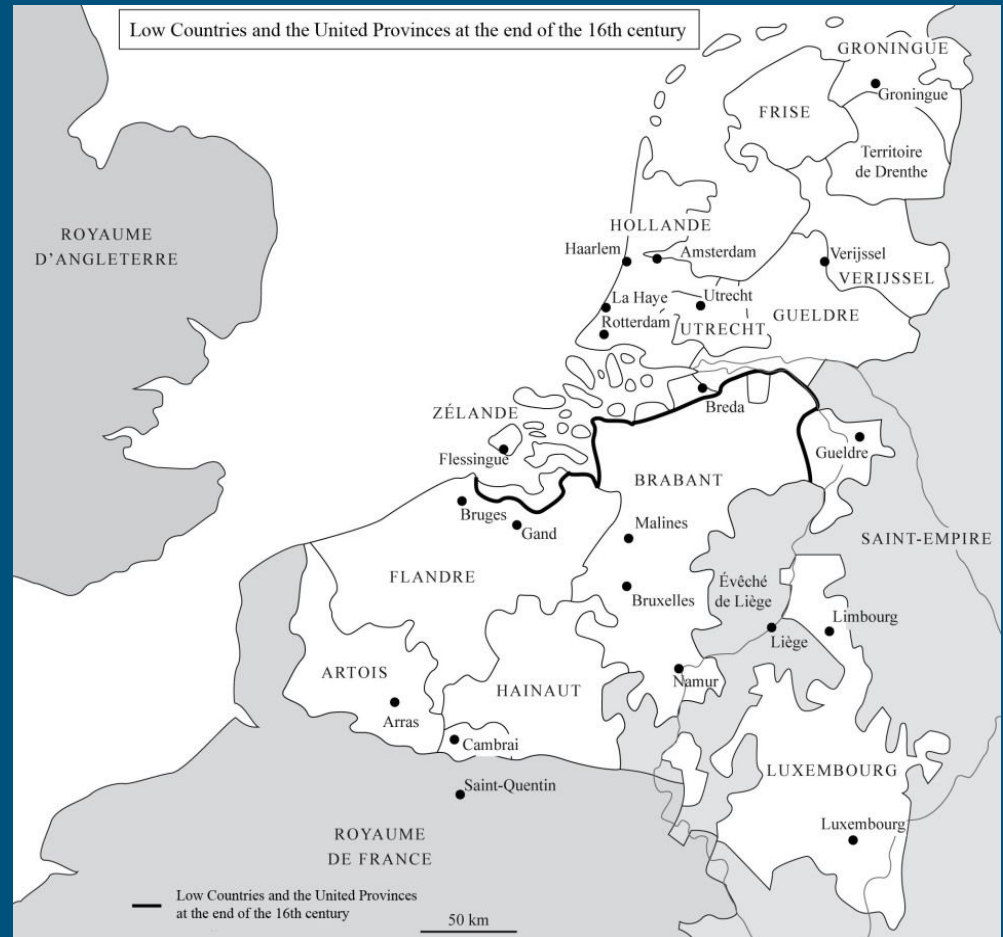 Low Countries and the United Provinces at the end of the 16th century
GRONINGUE
Groningue
FRISE
Territoire
de Drenthe
ROYAUME
D'ANGLETERRE
HOLLANDE
Haarlem
Amsterdam
Verijssel
VERIJSSEL
La Haye
Utrecht
GUELDRE
Rotterdam
UTRECHT
Breda
ZÉLANDE
Flessingue
Gueldre
BRABANT
Bruges
Gand
Malines
SAINT-EMPIRE
FLANDRE
Évêché
de Liège
Bruxelles
Limbourg
Liège
ARTOIS
HAINAUT
Namur
Arras
Cambrai
LUXEMBOURG
Saint-Quentin
Luxembourg
ROYAUME
DE FRANCE
Low Countries and the United Provinces
at the end of the 16th century
50 km